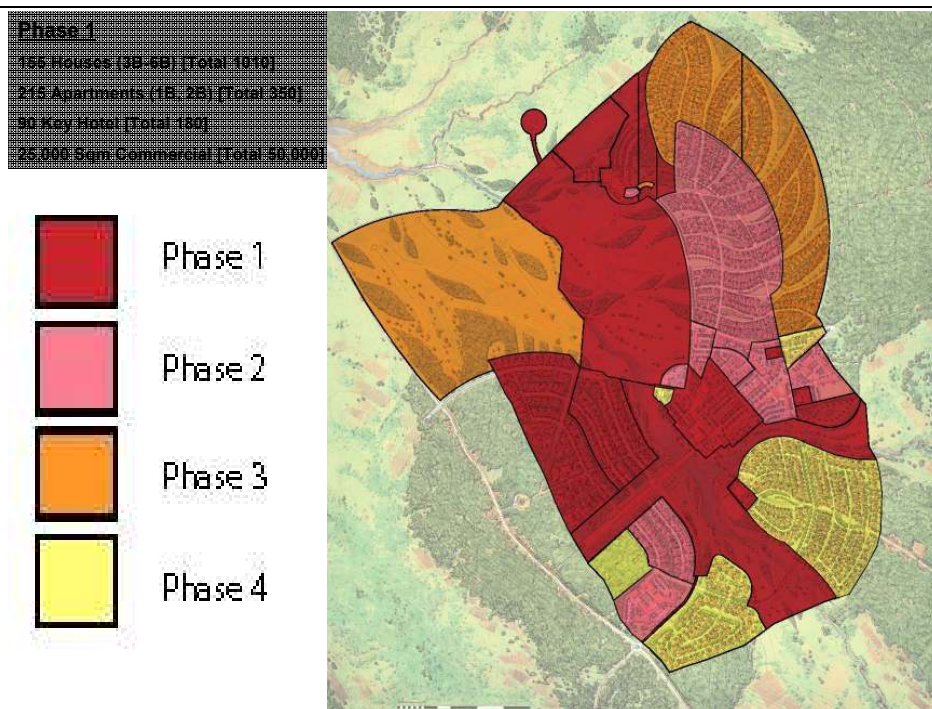 Phase 1
155 Houses (3B-6B) [Total 1010]
215 Apartments (1B, 2B) [Total 350]
90 Key Hotel [Total 180]
25.000 Sqm Commercial [Total 50.000]
Phase 1
Phase 2
Phase 3
Phase 4